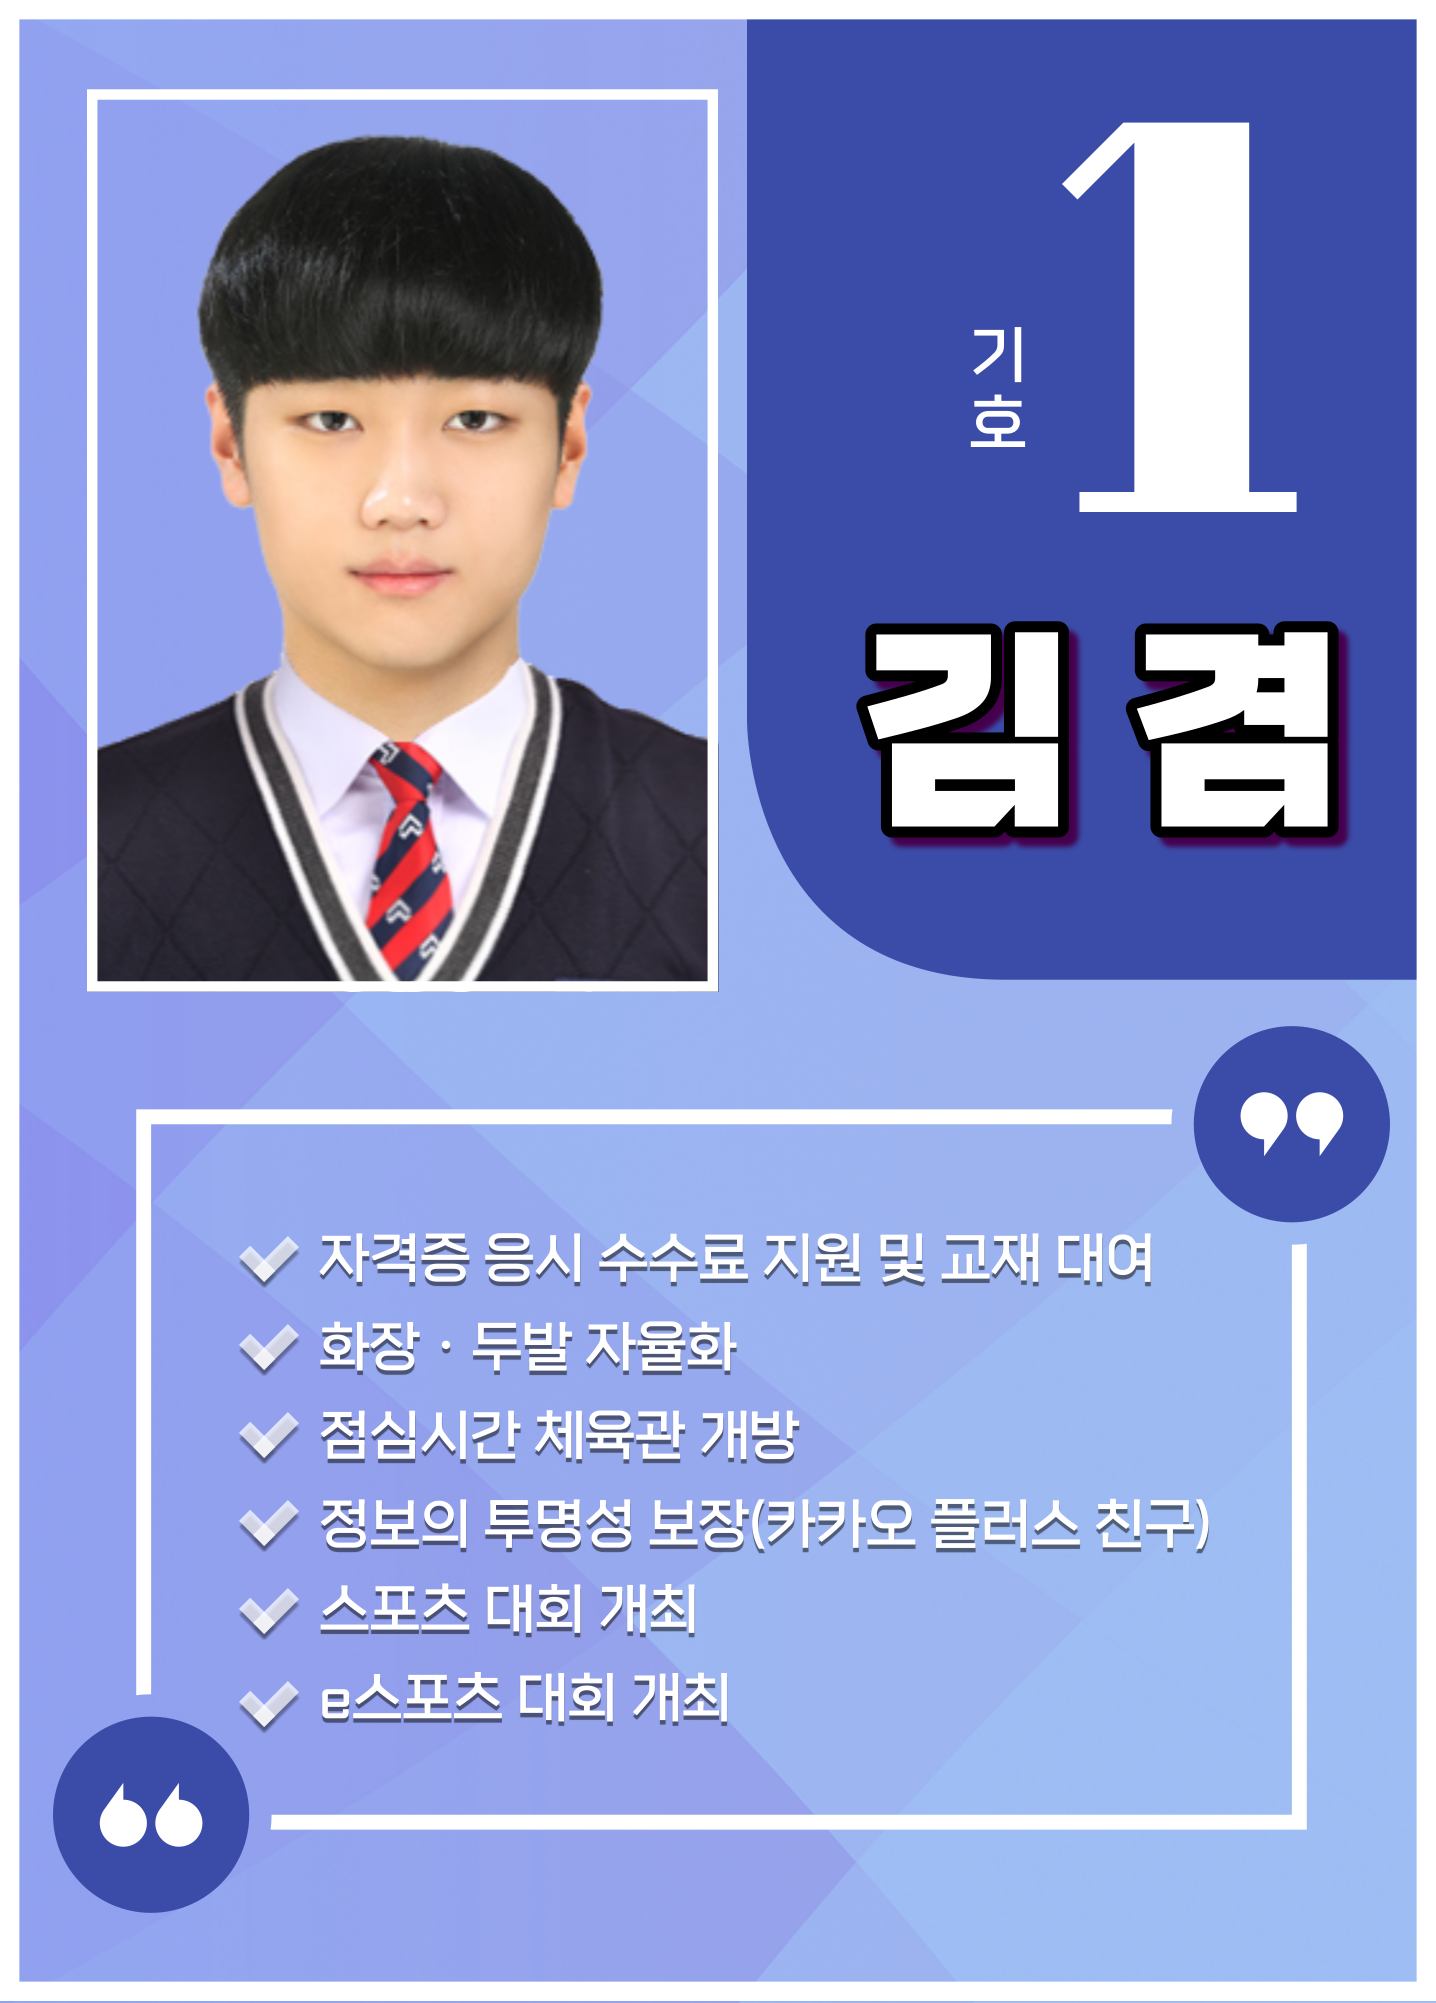 기호
1
김겸
자격증 응시 수수료 지원 및 교재 대여
화장 · 두발 자율화
점심시간 체육관 개방
정보의 투명성 보장(카카오 플러스 친구)
스포츠 대회 개최
e스포츠 대회 개최